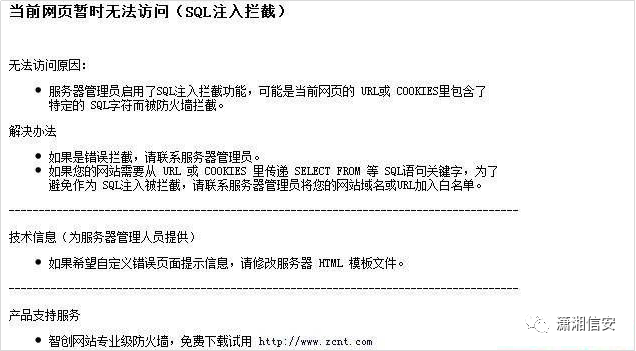 当前网页暂时无法访问（SQL注入拦截）
无法访问原因：
● 服务器管理员启用了SQL注入拦截功能，可能是当前网页的 URL或 COOKIES里包含了
特定的 SQL字符而被防火墙拦截。
解决办法
● 如果是错误拦截，请联系服务器管理员。
● 如果您的网站需要从 URL 或 COOKIES 里传递 SELECT FROM 等 SQL语句关键字，为了
避免作为 SQL注入被拦截，请联系服务器管理员将您的网站域名或URL加入白名单。
技术信息（为服务器管理人员提供）
● 如果希望自定义错误页面提示信息，请修改服务器 HTML 模板文件。
产品支持服务
● 智创网站专业级防火墙，免费下载试用 http://www.zcnt.com
潇湘信安